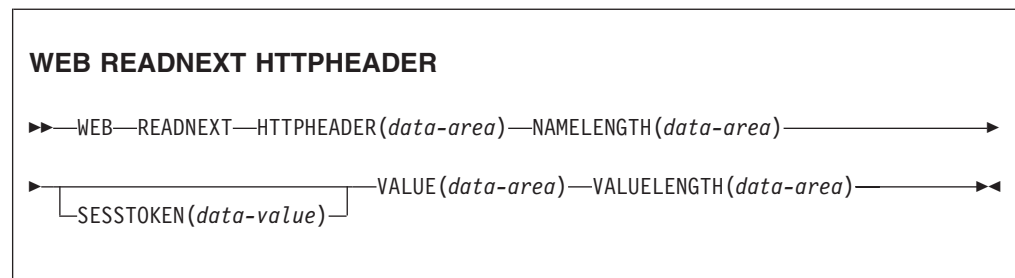 WEB READNEXT HTTPHEADER
WEB READNEXT HTTPHEADER(data-area) NAMELENGTH(data-area)
VALUE(data-area) VALUELENGTH(data-area)
SESSTOKEN(data-value)